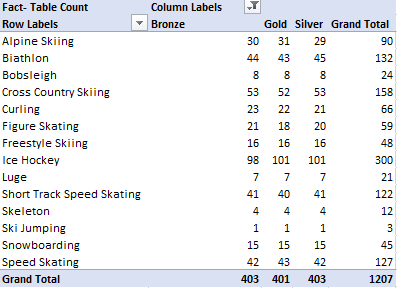 Fact- Table Count Column Labels
Row Labels Bronze Gold Silver Grand Total
Alpine Skiing 30 31 29 90
Biathlon 44 43 45 132
Bobsleigh 8 8 8 24
Cross Country Skiing 53 52 53 158
Curling 23 22 21 66
Figure Skating 21 18 20 59
Freestyle Skiing 16 16 16 48
Ice Hockey 98 101 101 300
Luge 7 7 7 21
Short Track Speed Skating 41 40 41 122
Skeleton 4 4 4 12
Ski Jumping 1 1 1 3
Snowboarding 15 15 15 45
Speed Skating 42 43 42 127
Grand Total 403 401 403 1207